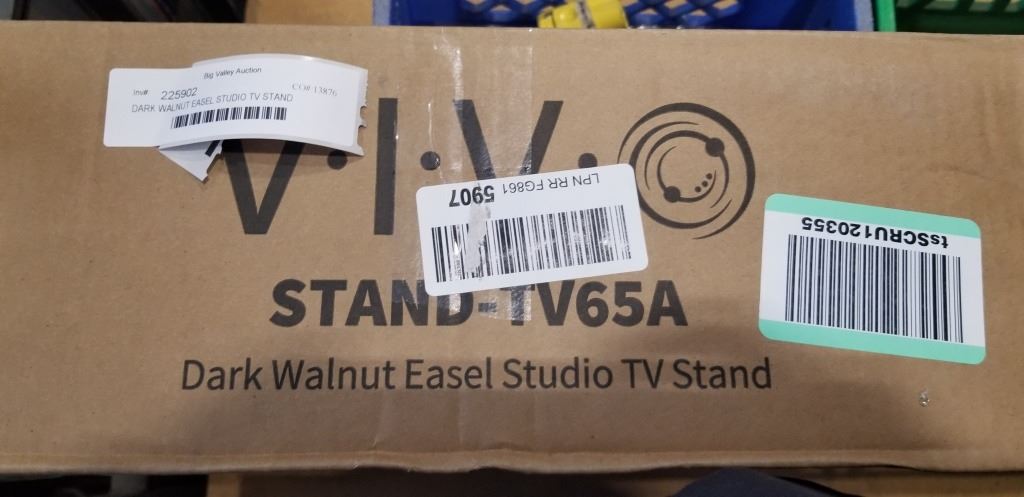 Big Valley Auction
Inv#: 225902 CO# 13876
DARK WALNUT EASEL STUDIO TV STAND
V·I·V·O
LPN RR FG861
5907
tsSCRU120355
STAND-TV65A
Dark Walnut Easel Studio TV Stand